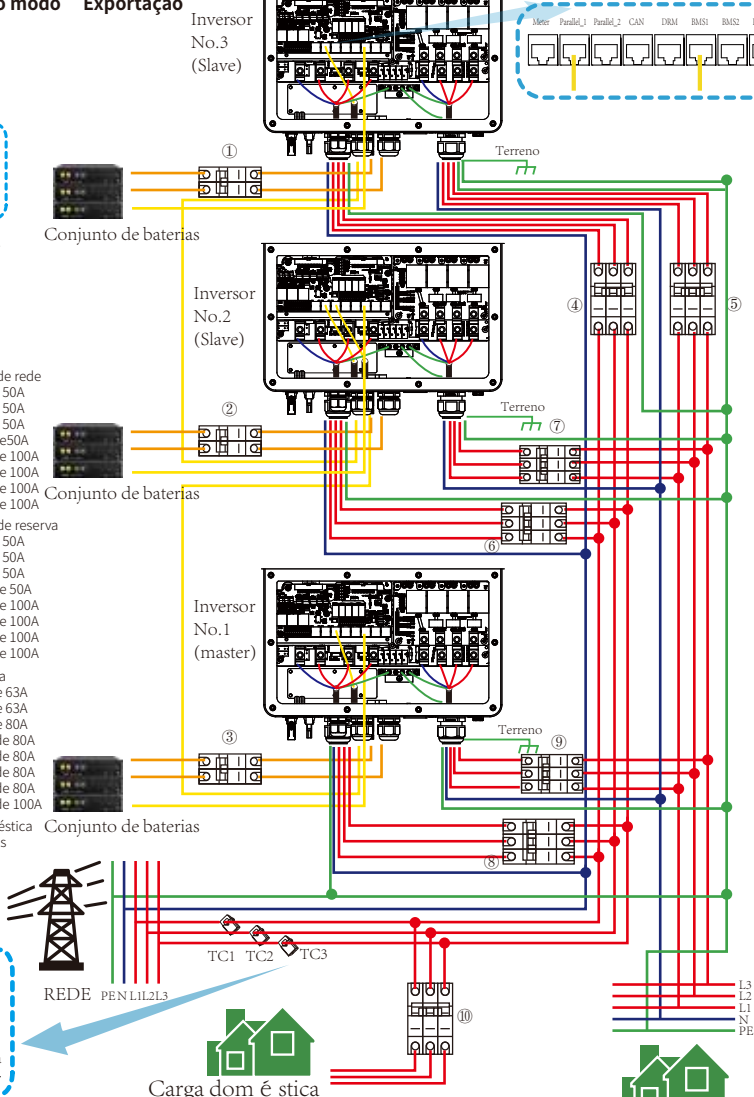 o modo Exportação
Inversor
No.3
(Slave)
Meter Parallel_1 Parallel_2 CAN DRM BMS1 BMS2
①
Terreno
Conjunto de baterias
Inversor
No.2
(Slave)
④
⑤
de rede
50A
50A
50A
e50A
e 100A
e 100A
e 100A
e 100A
②
Terreno
⑦
Conjunto de baterias
de reserva
50A
50A
50A
e 50A
e 100A
e 100A
e 100A
e 100A
⑥
Inversor
No.1
(master)
a
e 63A
e 63A
e 80A
de 80A
de 80A
de 80A
de 80A
de 100A
③
Terreno
⑨
éstica
s
Conjunto de baterias
⑧
TC1 TC2 TC3
REDE PE N L1 L2 L3
⑩
L3
L2
L1
N
PE
Carga dom é stica